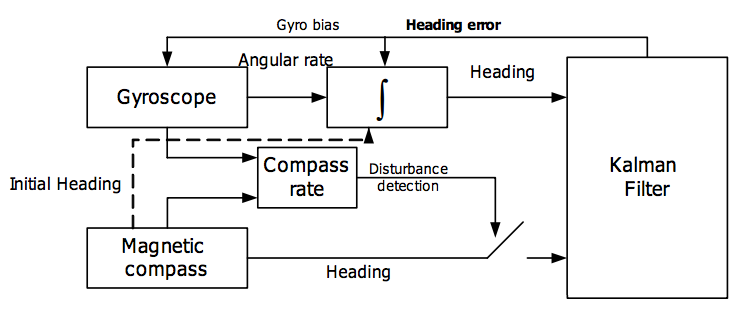 Gyro bias
Heading error
Angular rate
Gyroscope
∫
Heading
Kalman
Filter
Compass
rate
Disturbance
detection
Initial Heading
Magnetic
compass
Heading